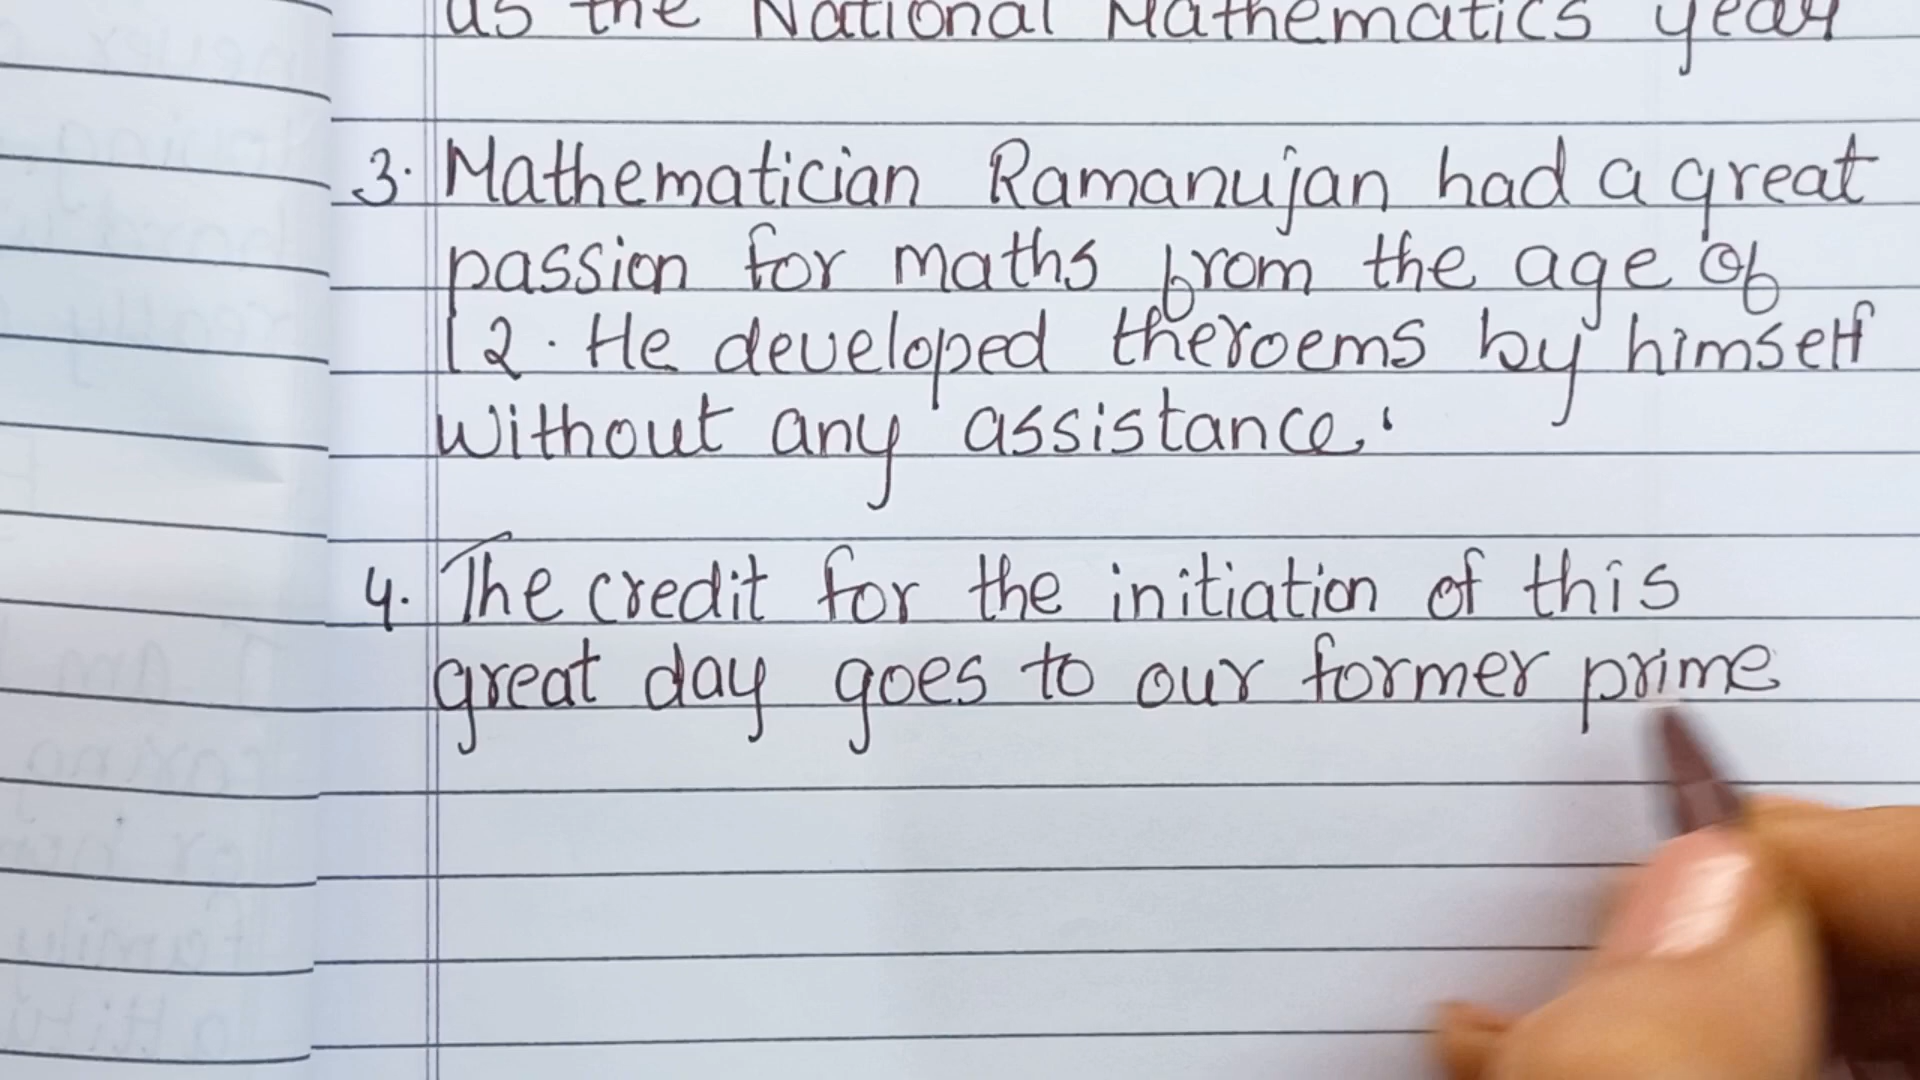 as the National Mathematics year
3. Mathematician Ramanujan had a great
passion for maths from the age of
12. He developed theroems by himself
without any assistance.
4. The credit for the initiation of this
great day goes to our former prime